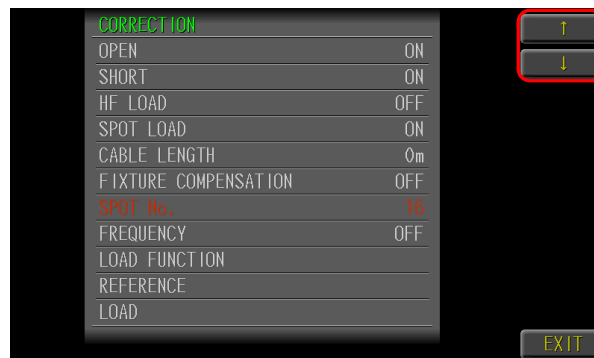 CORRECTION
↑
OPEN ON
↓
SHORT ON
HF LOAD OFF
SPOT LOAD ON
CABLE LENGTH 0m
FIXTURE COMPENSATION OFF
SPOT No. 16
FREQUENCY OFF
LOAD FUNCTION
REFERENCE
LOAD
EXIT